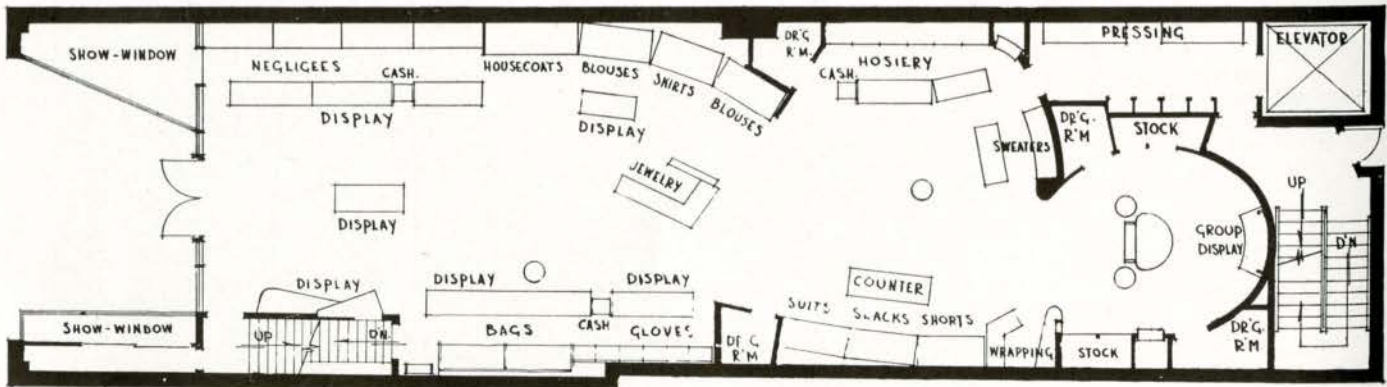 SHOW-WINDOW
NEGLIGEES
CASH.
DISPLAY
HOUSECOATS
BLOUSES
SKIRTS
BLOUSES
DISPLAY
DR'G
R'M.
HOSIERY
CASH.
PRESSING
ELEVATOR
SWEATERS
DR'G.
R'M
STOCK
JEWELRY
DISPLAY
GROUP
DISPLAY
UP
D'N
DISPLAY
UP
D'N.
SHOW-WINDOW
DISPLAY
CASH
DISPLAY
BAGS
GLOVES
DR'G
R'M
COUNTER
SUITS
SLACKS
SHORTS
WRAPPING
STOCK
DR'G.
R'M